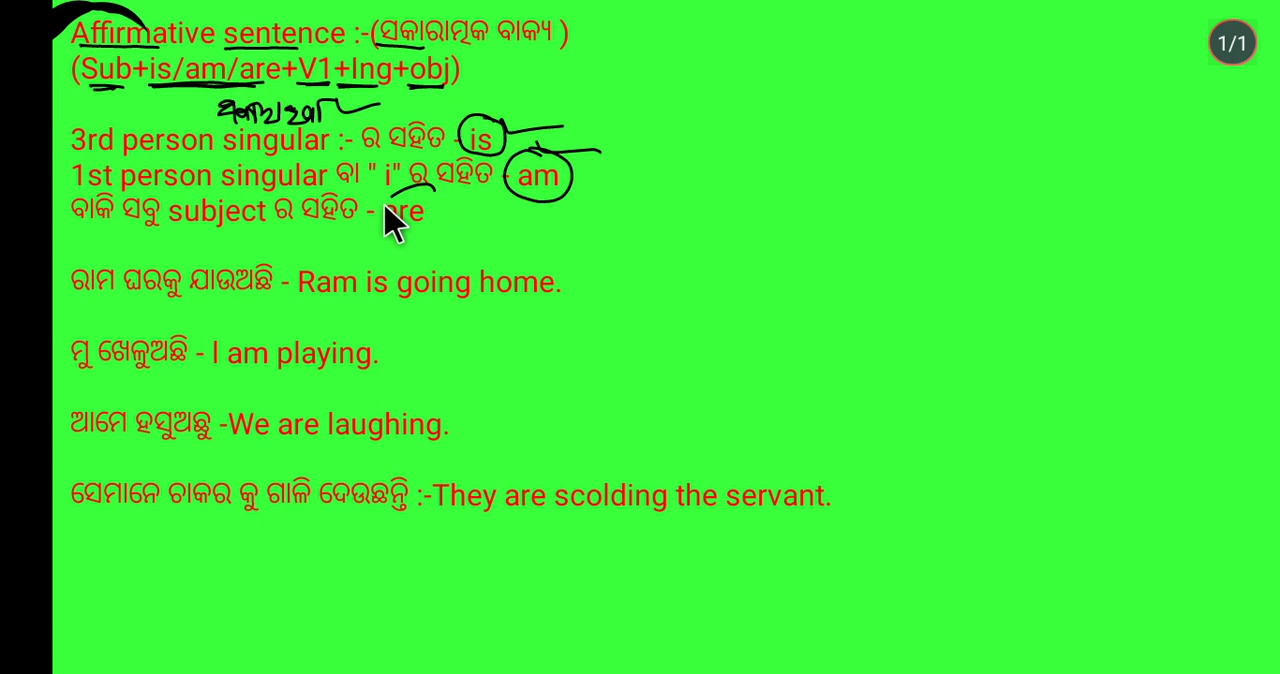 Affirmative sentence :-(ସକାରାତ୍ମକ ବାକ୍ୟ )
(Sub+is/am/are+V1+Ing+obj)
3rd person singular :- ର ସହିତ - is
1st person singular ବା " i" ର ସହିତ - am
ବାକି ସବୁ subject ର ସହିତ - are
ରାମ ଘରକୁ ଯାଉଅଛି - Ram is going home.
ମୁ ଖେଳୁଅଛି - I am playing.
ଆମେ ହସୁଅଛୁ -We are laughing.
ସେମାନେ ଚାକର କୁ ଗାଳି ଦେଉଛନ୍ତି :-They are scolding the servant.
1/1